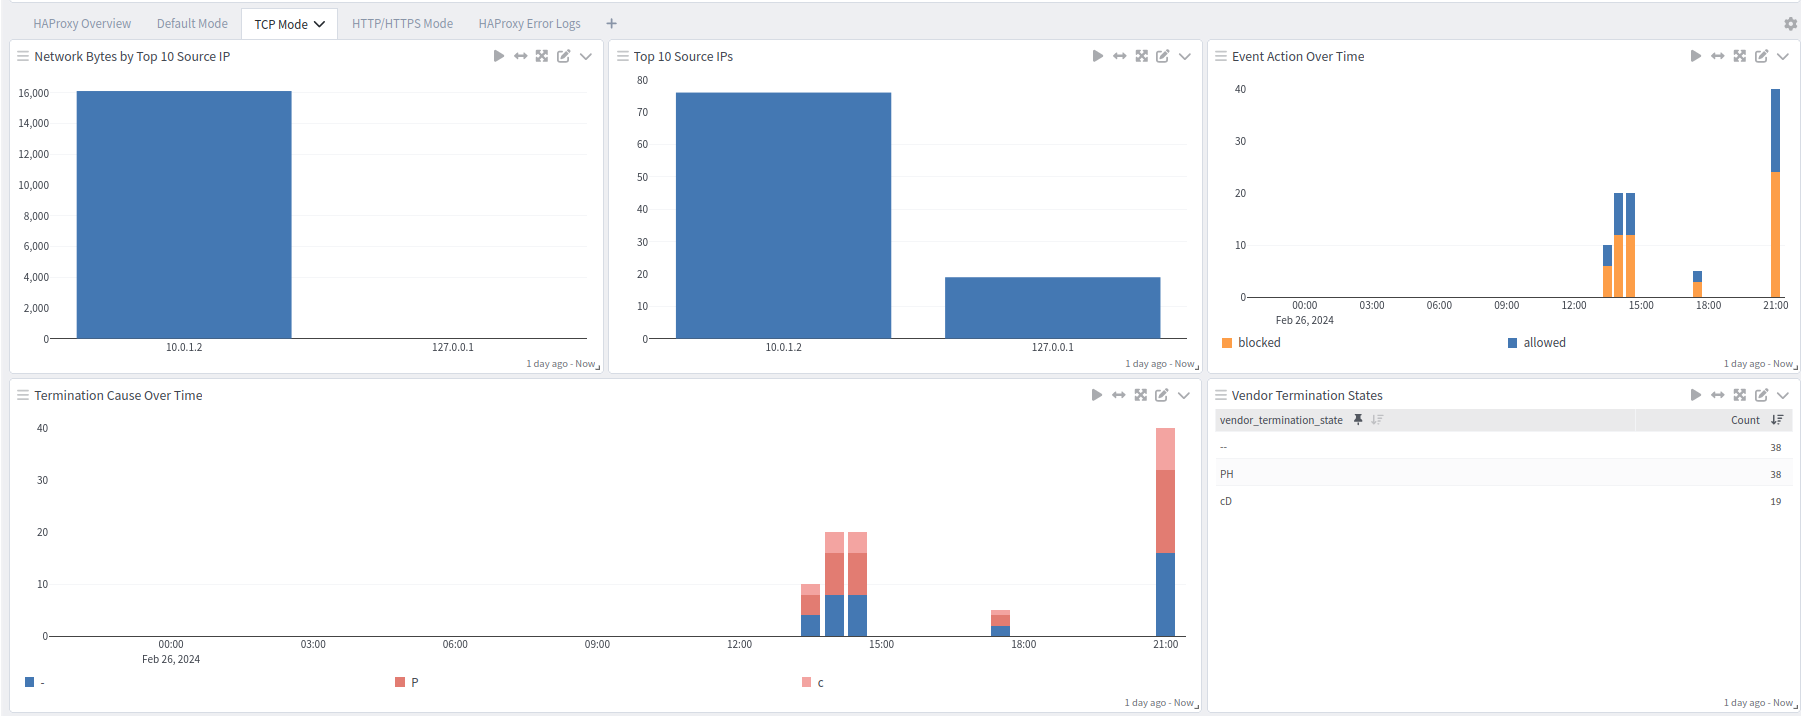 HAProxy Overview Default Mode TCP Mode HTTP/HTTPS Mode HAProxy Error Logs +
Network Bytes by Top 10 Source IP
16,000
14,000
12,000
10,000
8,000
6,000
4,000
2,000
0
10.0.1.2 127.0.0.1
1 day ago - Now
Top 10 Source IPs
80
70
60
50
40
30
20
10
0
10.0.1.2 127.0.0.1
1 day ago - Now
Event Action Over Time
40
30
20
10
0
00:00 03:00 06:00 09:00 12:00 15:00 18:00 21:00
Feb 26, 2024
blocked allowed
1 day ago - Now
Termination Cause Over Time
40
30
20
10
0
00:00 03:00 06:00 09:00 12:00 15:00 18:00 21:00
Feb 26, 2024
- P c
1 day ago - Now
Vendor Termination States
vendor_termination_state Count
-- 38
PH 38
cD 19
1 day ago - Now